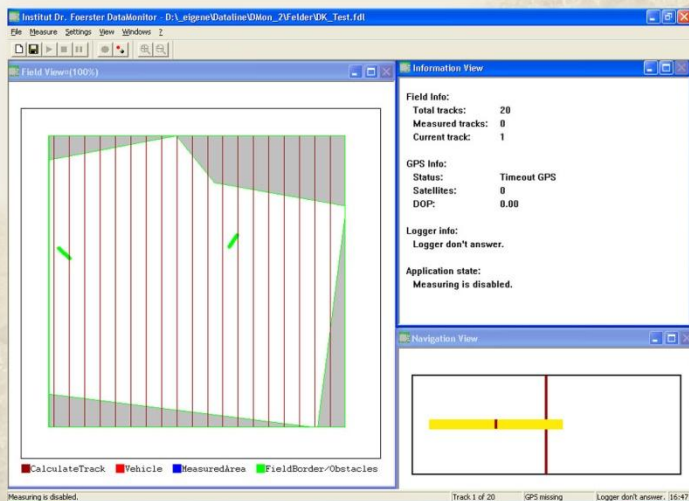 Institut Dr. Foerster DataMonitor - D:\_eigene\Dataline\DMon_2\Felder\DK_Test.fdl
File Measure Settings View Windows ?
Field View=(100%)
CalculateTrack Vehicle MeasuredArea FieldBorder/Obstacles
Information View
Field Info:
Total tracks: 20
Measured tracks: 0
Current track: 1
GPS Info:
Status: Timeout GPS
Satellites: 0
DOP: 0.00
Logger info:
Logger don't answer.
Application state:
Measuring is disabled.
Navigation View
Measuring is disabled. Track 1 of 20 GPS missing Logger don't answer. 16:47